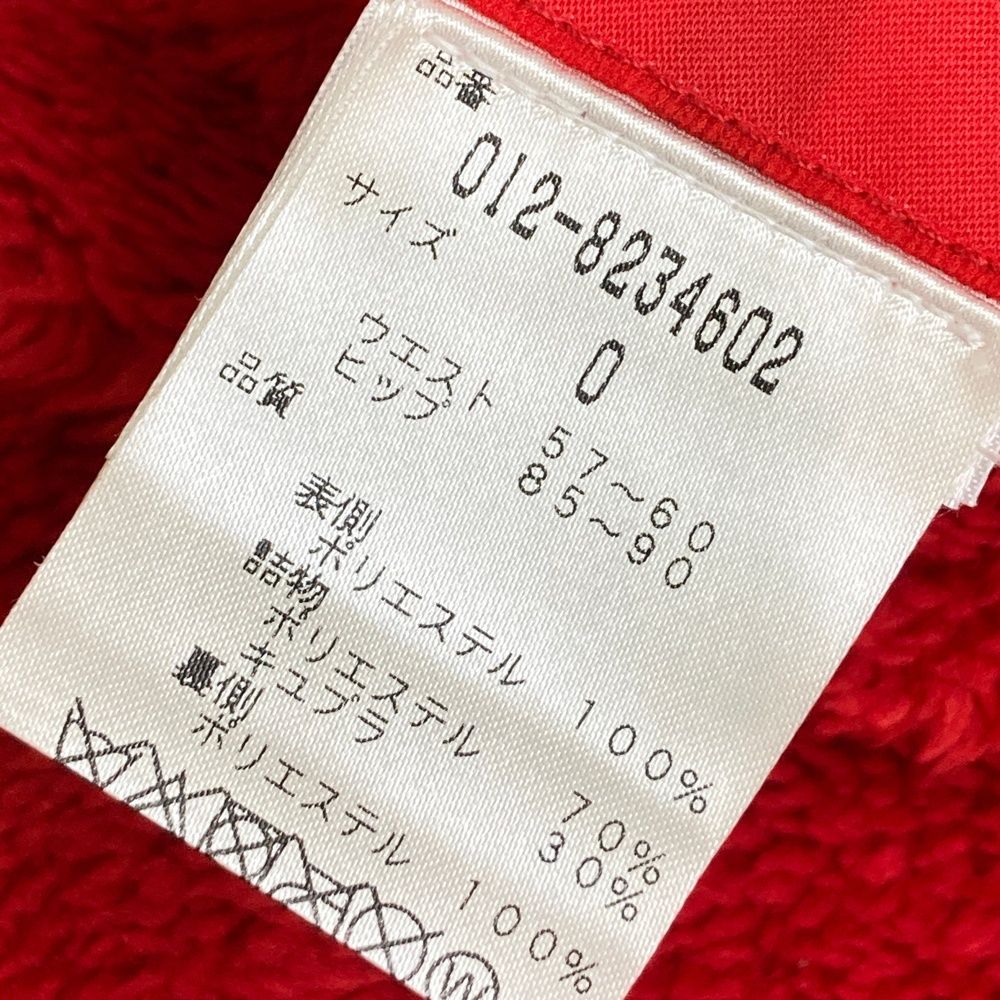 品番
012-8234602
サイズ 0
ウエスト 57〜60
ヒップ 85〜90
品質
表側
ポリエステル 100%
詰物
ポリエステル 70%
キュプラ 30%
裏側
ポリエステル 100%
W